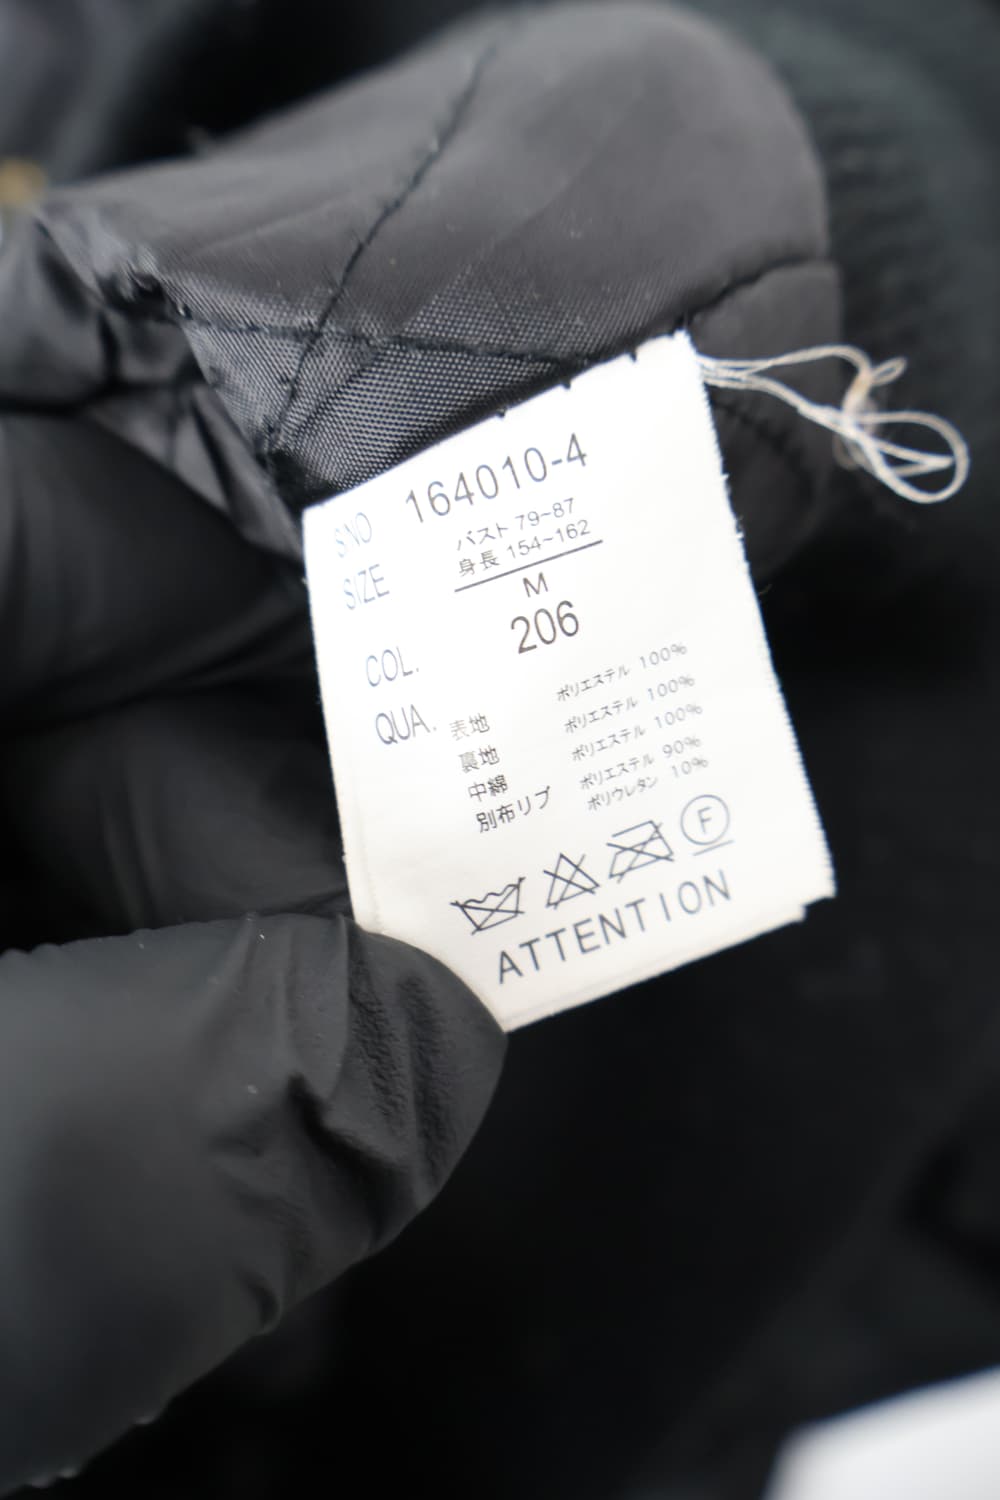 SNO 164010-4
SIZE バスト 79~87
身長 154~162
M
COL. 206
QUA. 表地 ポリエステル 100%
裏地 ポリエステル 100%
中綿 ポリエステル 100%
別布リブ ポリエステル 90%
ポリウレタン 10%
F
ATTENTION